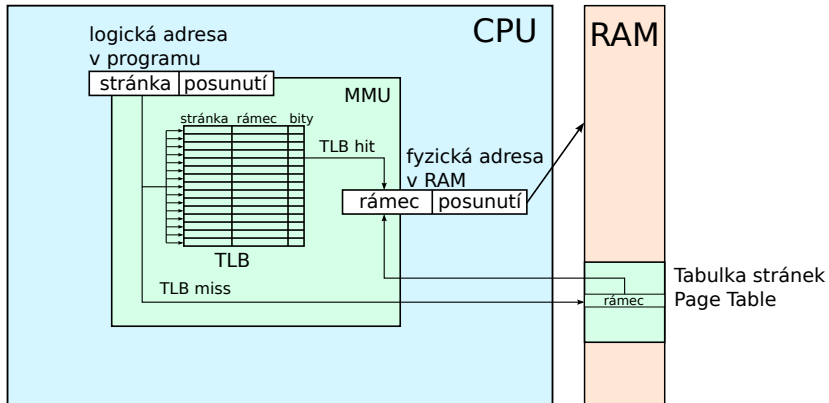 CPU
RAM
logická adresa
v programu
stránka posunutí
MMU
stránka rámec bity
TLB hit
fyzická adresa
v RAM
rámec posunutí
TLB
TLB miss
Tabulka stránek
rámec
Page Table